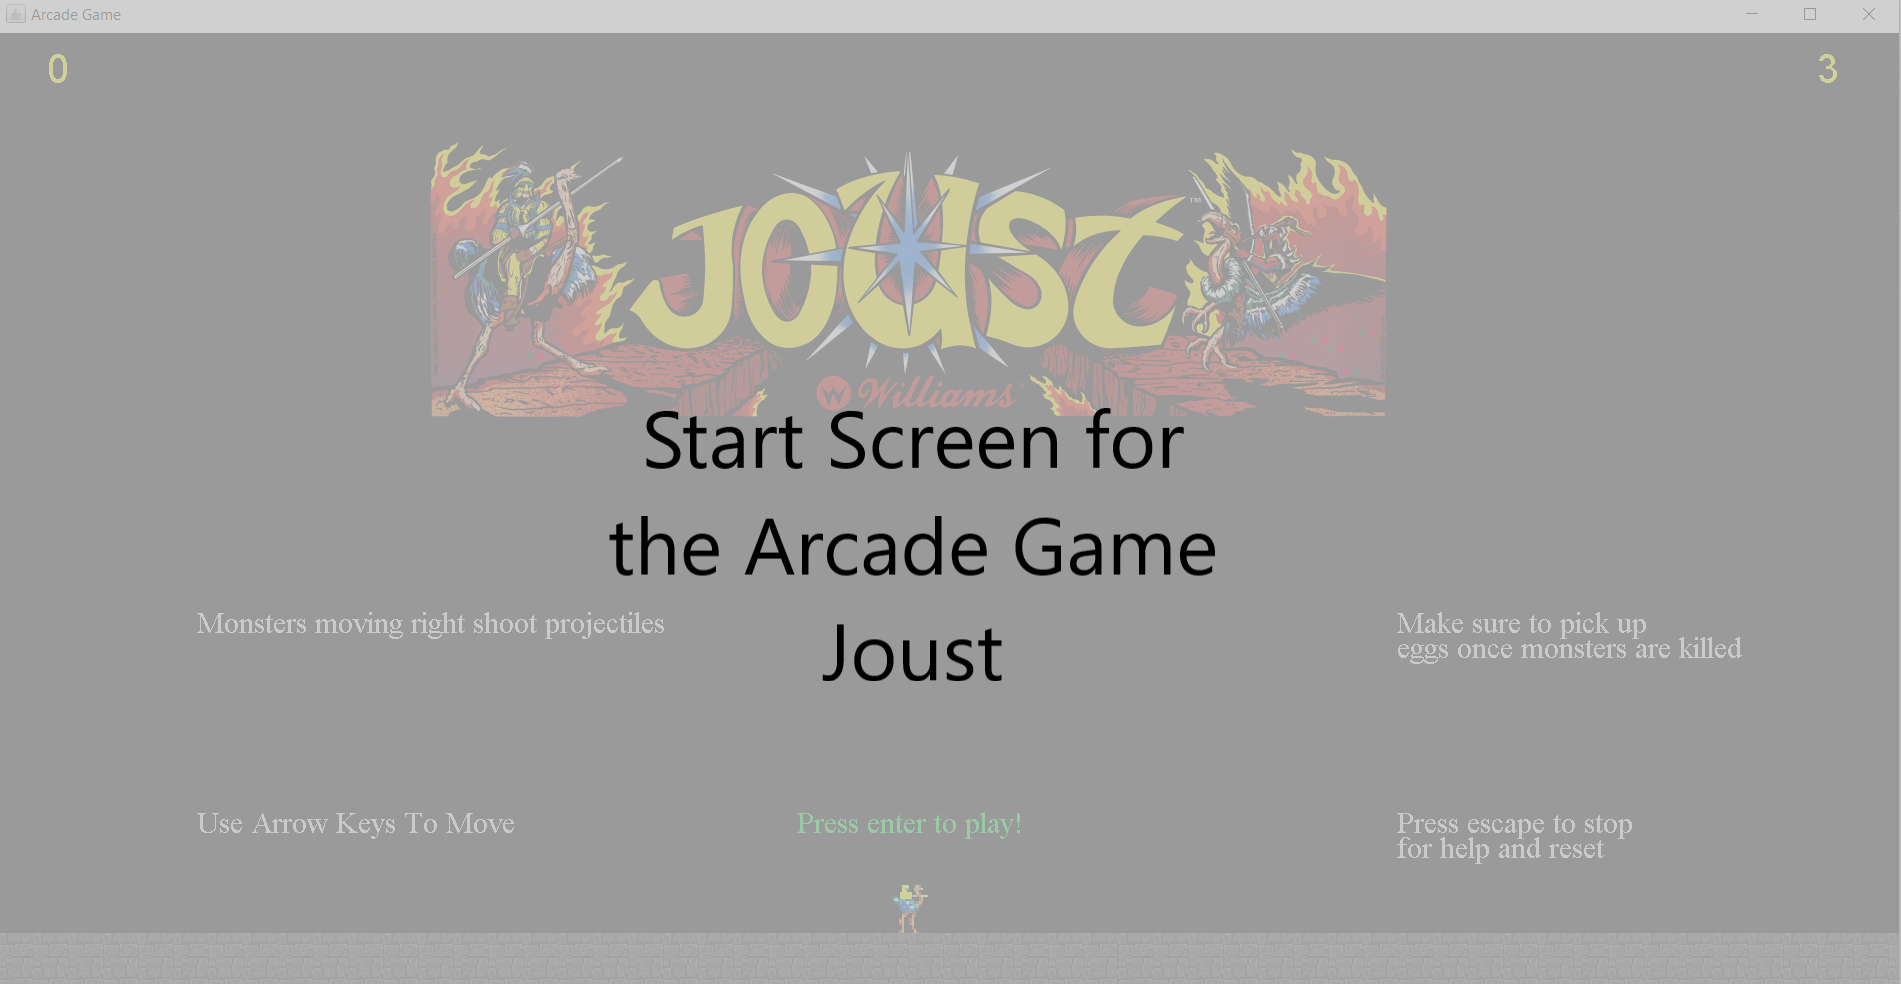 Arcade Game
0
3
JOUST
TM
W Williams
Start Screen for
the Arcade Game
Joust
Monsters moving right shoot projectiles
Make sure to pick up
eggs once monsters are killed
Use Arrow Keys To Move
Press enter to play!
Press escape to stop
for help and reset